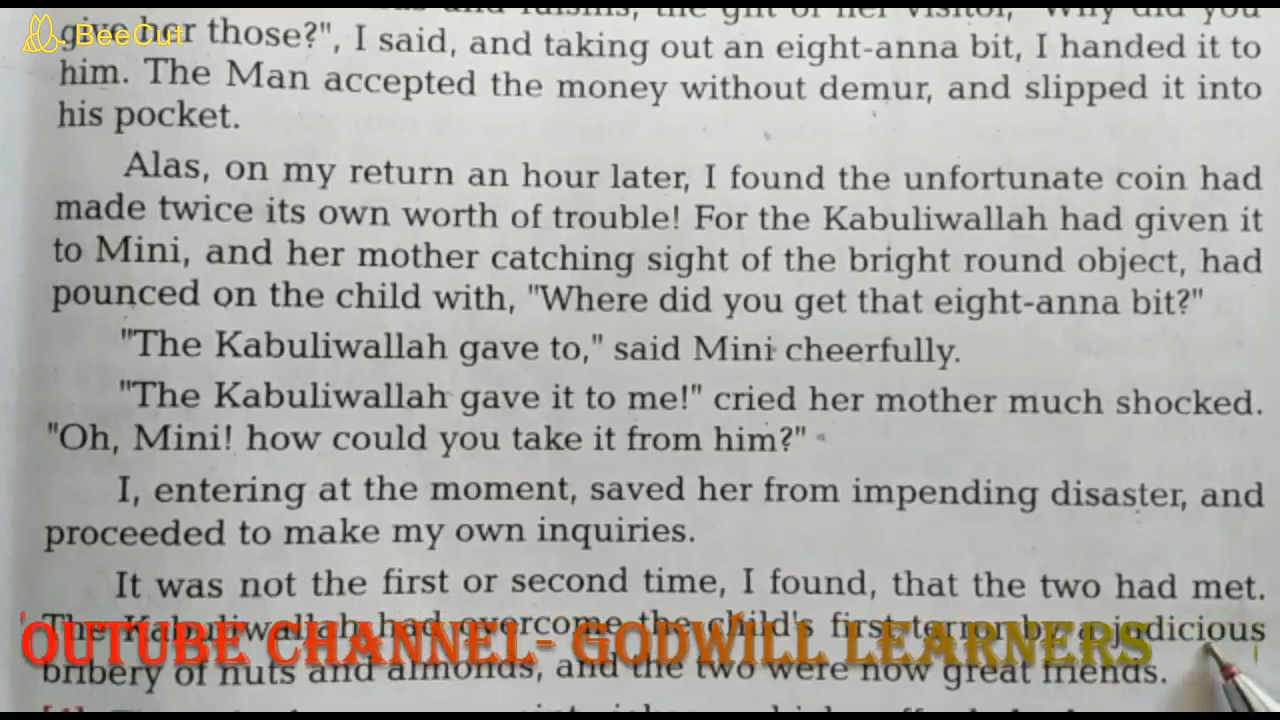 BeeCut
the gift of her visitor, "Why did you
give her those?", I said, and taking out an eight-anna bit, I handed it to
him. The Man accepted the money without demur, and slipped it into
his pocket.
Alas, on my return an hour later, I found the unfortunate coin had
made twice its own worth of trouble! For the Kabuliwallah had given it
to Mini, and her mother catching sight of the bright round object, had
pounced on the child with, "Where did you get that eight-anna bit?"
"The Kabuliwallah gave to," said Mini cheerfully.
"The Kabuliwallah gave it to me!" cried her mother much shocked.
"Oh, Mini! how could you take it from him?"
I, entering at the moment, saved her from impending disaster, and
proceeded to make my own inquiries.
It was not the first or second time, I found, that the two had met.
The Kabuliwallah had overcome the child's first terror by a judicious
OUTUBE CHANNEL- GODWILL LEARNERS
bribery of nuts and almonds, and the two were now great friends.